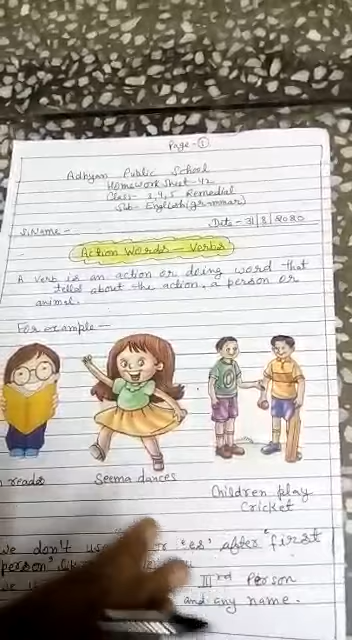 Page-①
Adhyan Public School
Homework Sheet-42
Class- 3,4,5 Remedial
Sub- English(grammar)
Date- 31/8/2020
S.Name-
Action Words - Verbs
A verb is an action or doing word that
tells about the action, a person or
animal.
For example-
reads
Seema dances
Children play
Cricket
we don't "es" after "first
person"
IIIrd Person
and any name.